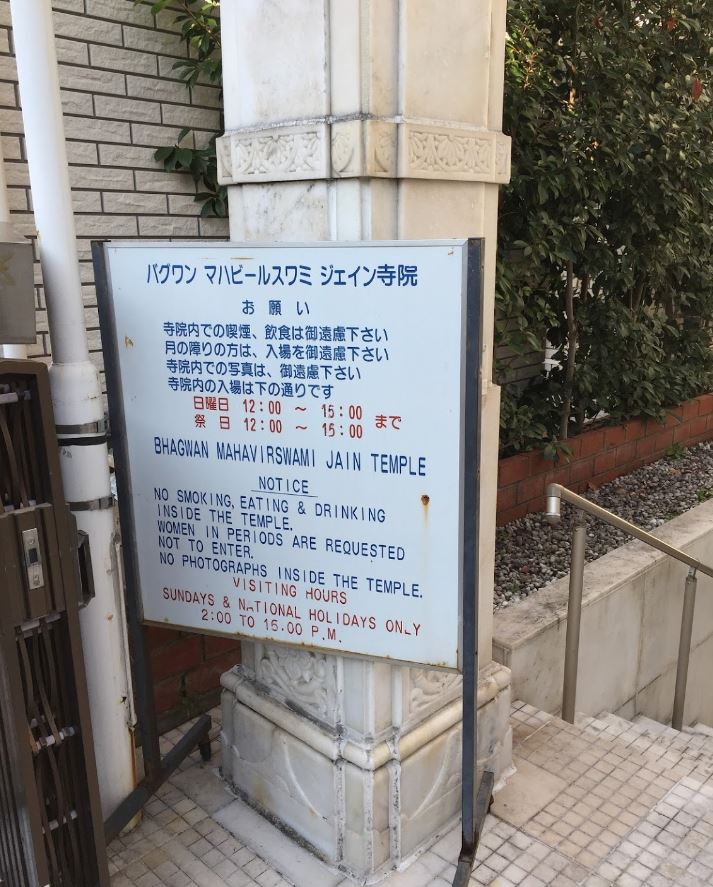 バグワン マハビールスワミ ジェイン寺院
お願い
寺院内での喫煙、飲食は御遠慮下さい
月の障りの方は、入場を御遠慮下さい
寺院内での写真は、御遠慮下さい
寺院内の入場は下の通りです
日曜日 12:00 〜 15:00 まで
祭 日 12:00 〜 15:00
BHAGWAN MAHAVIRSWAMI JAIN TEMPLE
NOTICE
NO SMOKING, EATING & DRINKING
INSIDE THE TEMPLE.
WOMEN IN PERIODS ARE REQUESTED
NOT TO ENTER.
NO PHOTOGRAPHS INSIDE THE TEMPLE.
VISITING HOURS
SUNDAYS & NATIONAL HOLIDAYS ONLY
2:00 TO 15:00 P.M.